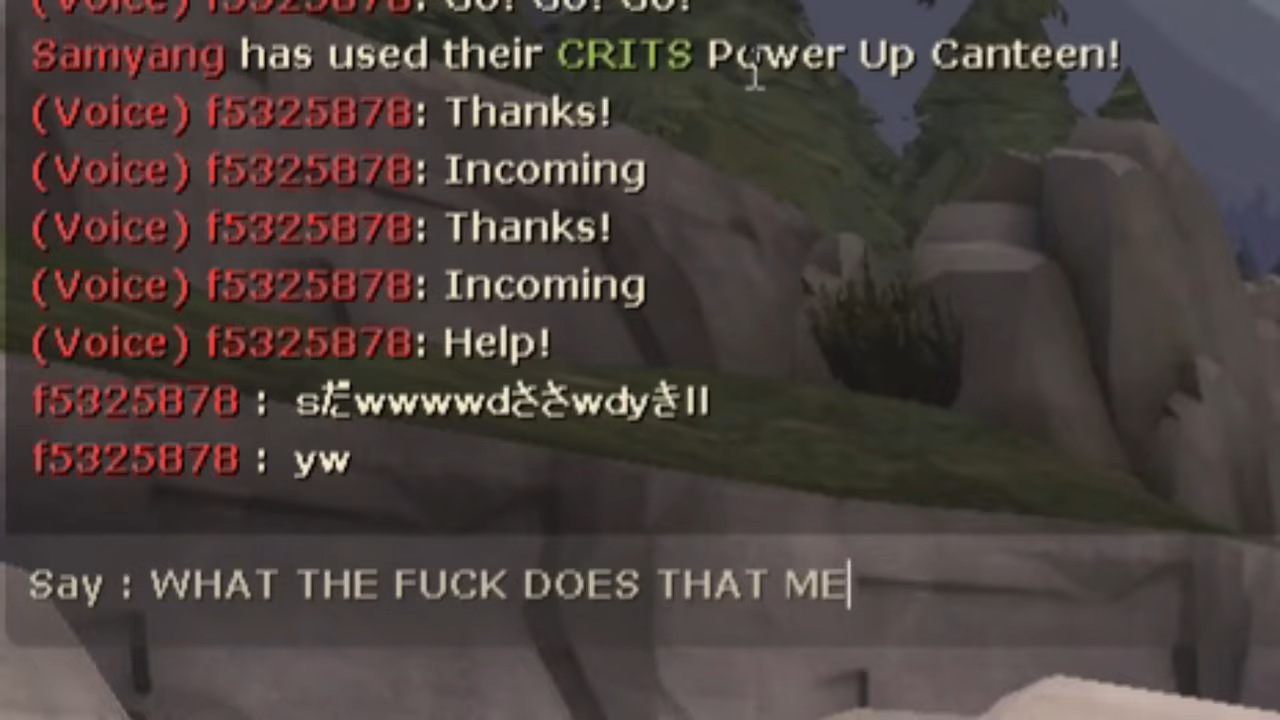 (Voice) f5325878: Go! Go! Go!
Samyang has used their CRITS Power Up Canteen!
(Voice) f5325878: Thanks!
(Voice) f5325878: Incoming
(Voice) f5325878: Thanks!
(Voice) f5325878: Incoming
(Voice) f5325878: Help!
f5325878 : sだwwwwdささwdyきll
f5325878 : yw
Say : WHAT THE FUCK DOES THAT ME